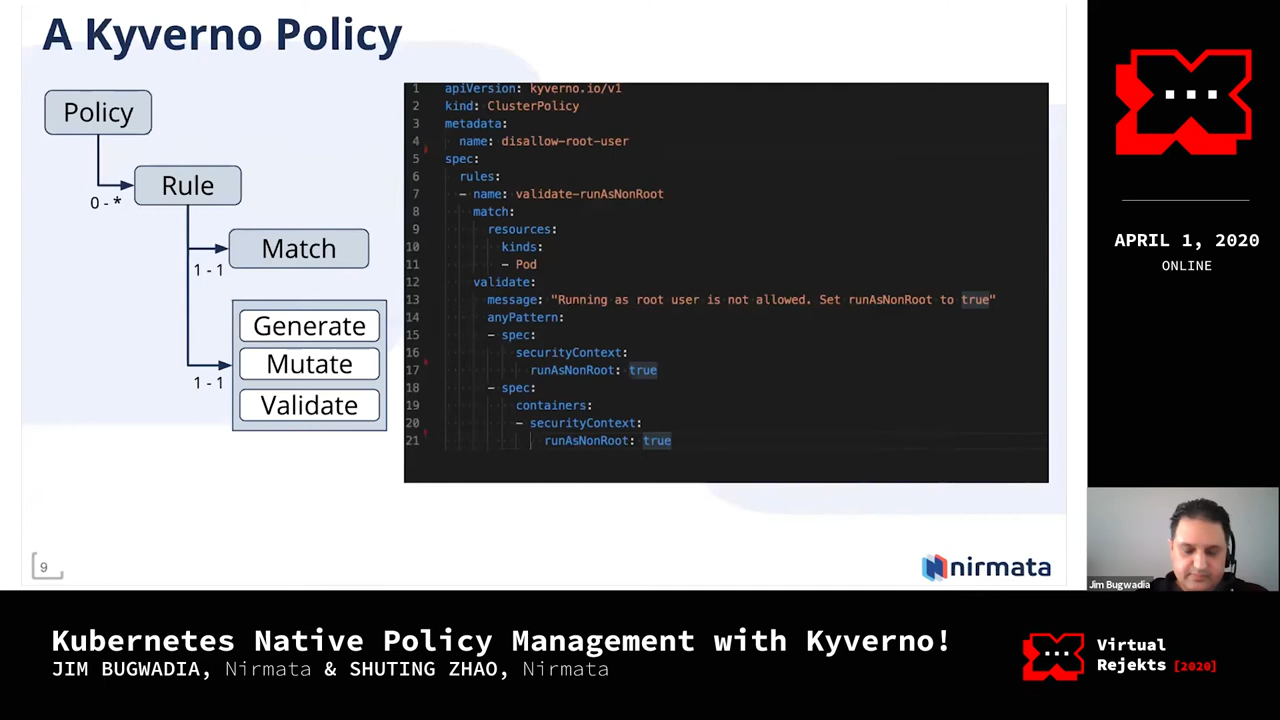 A Kyverno Policy
Policy
0 - *
Rule
1 - 1
Match
1 - 1
Generate
Mutate
Validate
1 apiVersion: kyverno.io/v1
2 kind: ClusterPolicy
3 metadata:
4 name: disallow-root-user
5 spec:
6 rules:
7 - name: validate-runAsNonRoot
8 match:
9 resources:
10 kinds:
11 - Pod
12 validate:
13 message: "Running as root user is not allowed. Set runAsNonRoot to true"
14 anyPattern:
15 - spec:
16 securityContext:
17 runAsNonRoot: true
18 - spec:
19 containers:
20 - securityContext:
21 runAsNonRoot: true
9
nirmata
APRIL 1, 2020
ONLINE
Jim Bugwadia
Kubernetes Native Policy Management with Kyverno!
JIM BUGWADIA, Nirmata & SHUTING ZHAO, Nirmata
Virtual
Rejekts [2020]